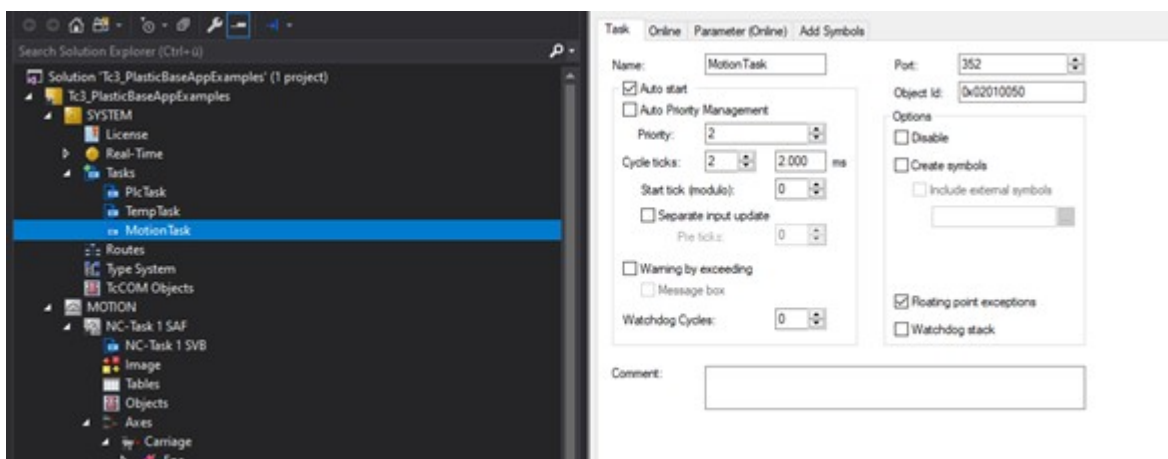 Search Solution Explorer (Ctrl+ü)
Solution 'Tc3_PlasticBaseAppExamples' (1 project)
Tc3_PlasticBaseAppExamples
SYSTEM
License
Real-Time
Tasks
PlcTask
TempTask
MotionTask
Routes
Type System
TcCOM Objects
MOTION
NC-Task 1 SAF
NC-Task 1 SVB
Image
Tables
Objects
Axes
Carriage
Task Online Parameter (Online) Add Symbols
Name: MotionTask
Auto start
Auto Priority Management
Priority: 2
Cycle ticks: 2 2.000 ms
Start tick (modulo): 0
Separate input update
Pre ticks: 0
Warning by exceeding
Message box
Watchdog Cycles: 0
Port: 352
Object Id: 0x02010050
Options
Disable
Create symbols
Include external symbols
...
Floating point exceptions
Watchdog stack
Comment: